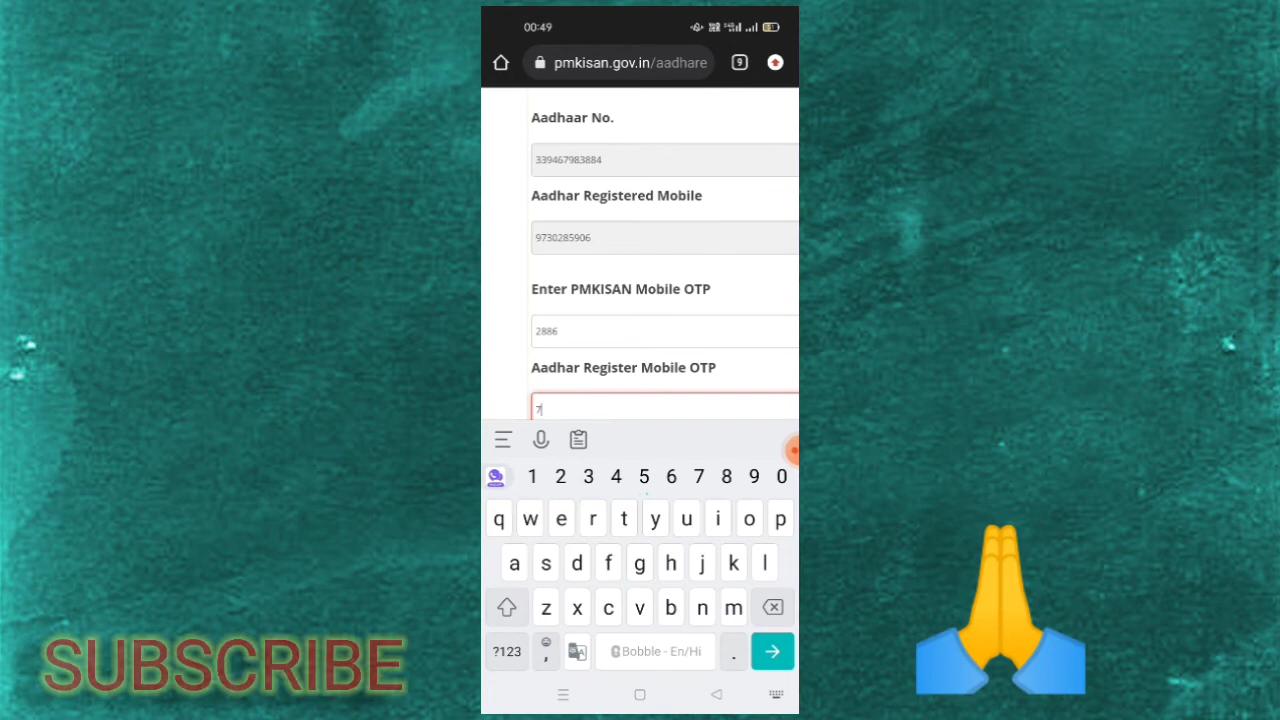 00:49
pmkisan.gov.in/aadhare
9
Aadhaar No.
339467983884
Aadhar Registered Mobile
9730285906
Enter PMKISAN Mobile OTP
2886
Aadhar Register Mobile OTP
7
1 2 3 4 5 6 7 8 9 0
q w e r t y u i o p
a s d f g h j k l
z x c v b n m
?123 , Bobble - En/Hi .
SUBSCRIBE